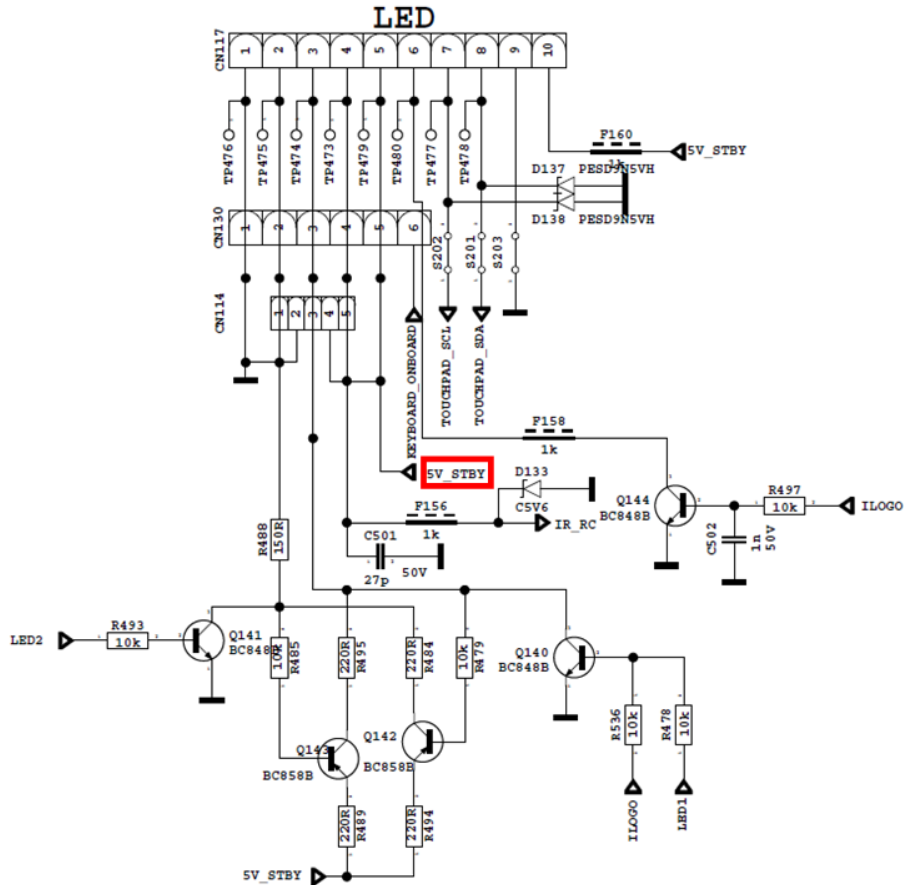 LED
CN117
1 2 3 4 5 6 7 8 9 10
TP476
TP475
TP474
TP473
TP479
TP480
TP477
TP478
F160
1k
5V_STBY
D137
PESD9N5VH
D138
PESD9N5VH
CN130
1 2 3 4 5 6
S202
S201
S203
CN114
1 2 3 4 5
KEYBOARD_ONBOARD
TOUCHPAD_SCL
TOUCHPAD_SDA
F158
1k
5V_STBY
D133
C5V6
F156
1k
IR_RC
Q144
BC848B
R497
10k
ILOGO
C502
1n
50V
R488
150R
C501
27p
50V
LED2
R493
10k
Q141
BC848B
10k
R485
220R
R495
220R
R484
10k
R479
Q140
BC848B
R536
10k
R478
10k
ILOGO
LED1
Q143
BC858B
Q142
BC858B
220R
R489
220R
R494
5V_STBY